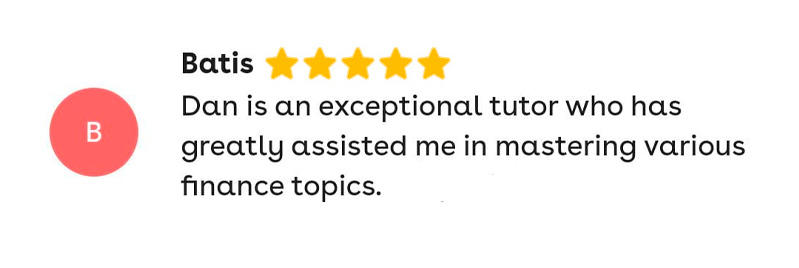 Batis
B
Dan is an exceptional tutor who has
greatly assisted me in mastering various
finance topics.